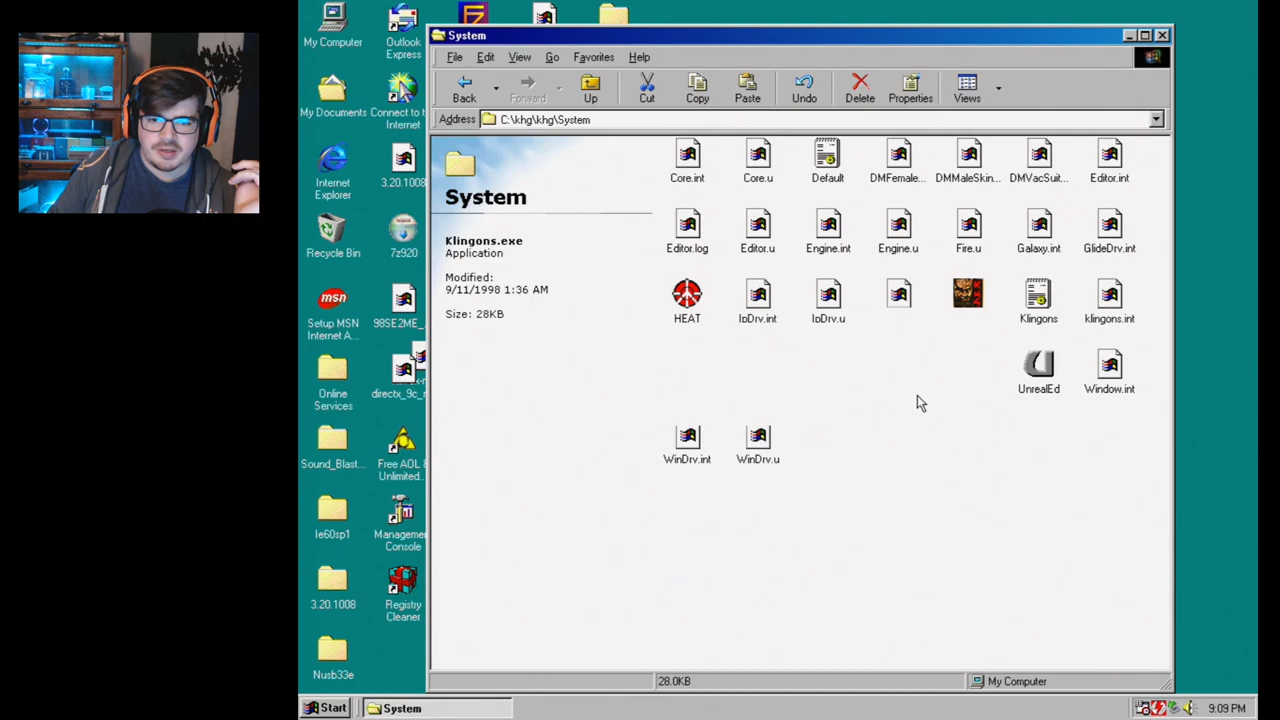 System
File Edit View Go Favorites Help
Back Forward Up Cut Copy Paste Undo Delete Properties Views
Address C:\khg\khg\System
System
Klingons.exe
Application
Modified:
9/11/1998 1:36 AM
Size: 28KB
Core.int Core.u Default DMFemale... DMMaleSkin... DMVacSuit... Editor.int
Editor.log Editor.u Engine.int Engine.u Fire.u Galaxy.int GlideDrv.int
HEAT IpDrv.int IpDrv.u Klingons klingons.int
UnrealEd Window.int
WinDrv.int WinDrv.u
28.0KB My Computer
My Computer
Outlook
Express
My Documents
Connect to t
Internet
Internet
Explorer
3.20.1008
Recycle Bin
7z920
msn
Setup MSN
Internet A...
98SE2ME_
Online
Services
directx_9c_r
Sound_Blast...
Free AOL &
Unlimited..
Ie60sp1
Managemen
Console
3.20.1008
Registry
Cleaner
Nusb33e
Start System 9:09 PM